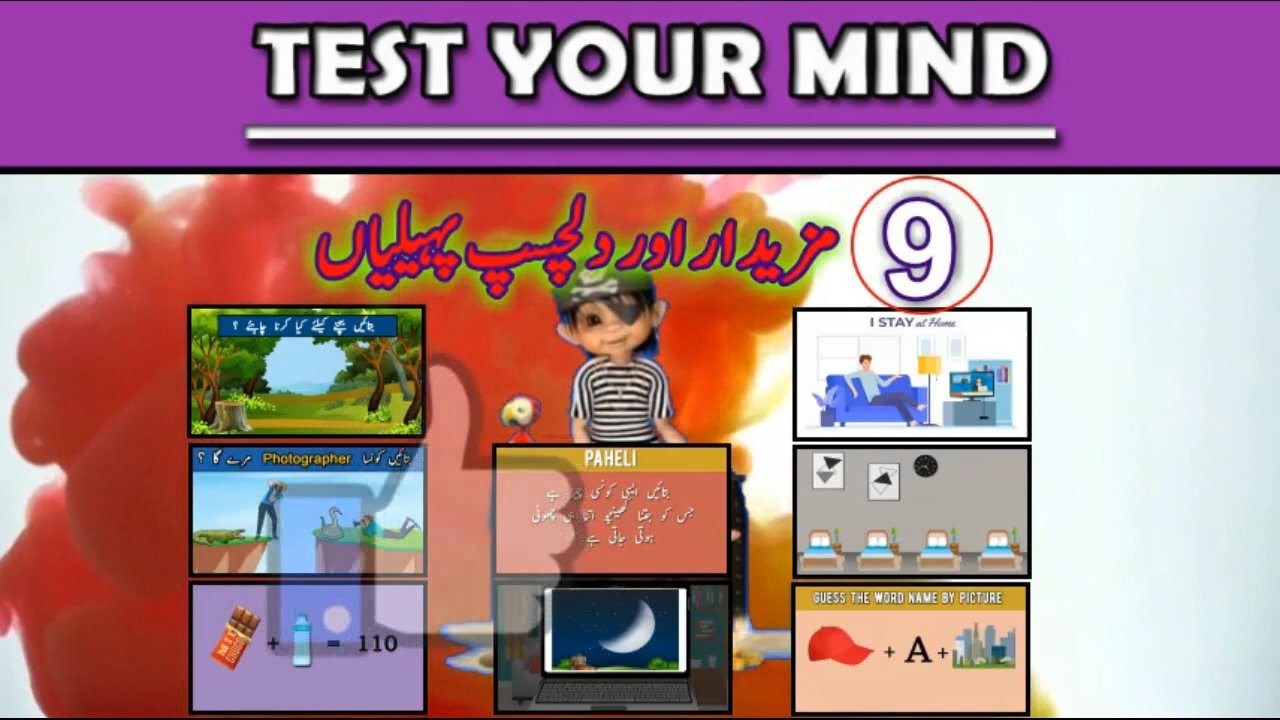 TEST YOUR MIND
9 مزیدار اور دلچسپ پہیلیاں
بتائیں بچے کیلئے کیا کرنا چاہئے ؟
I STAY at Home
بتائیں کونسا Photographer مرے گا ؟
PAHELI
بتائیں ایسی کونسی چیز ہے
جس کو جتنا کھینچو اتنا ہی چھوٹی
ہوتی جاتی ہے
+ = 110
GUESS THE WORD NAME BY PICTURE
+ A +